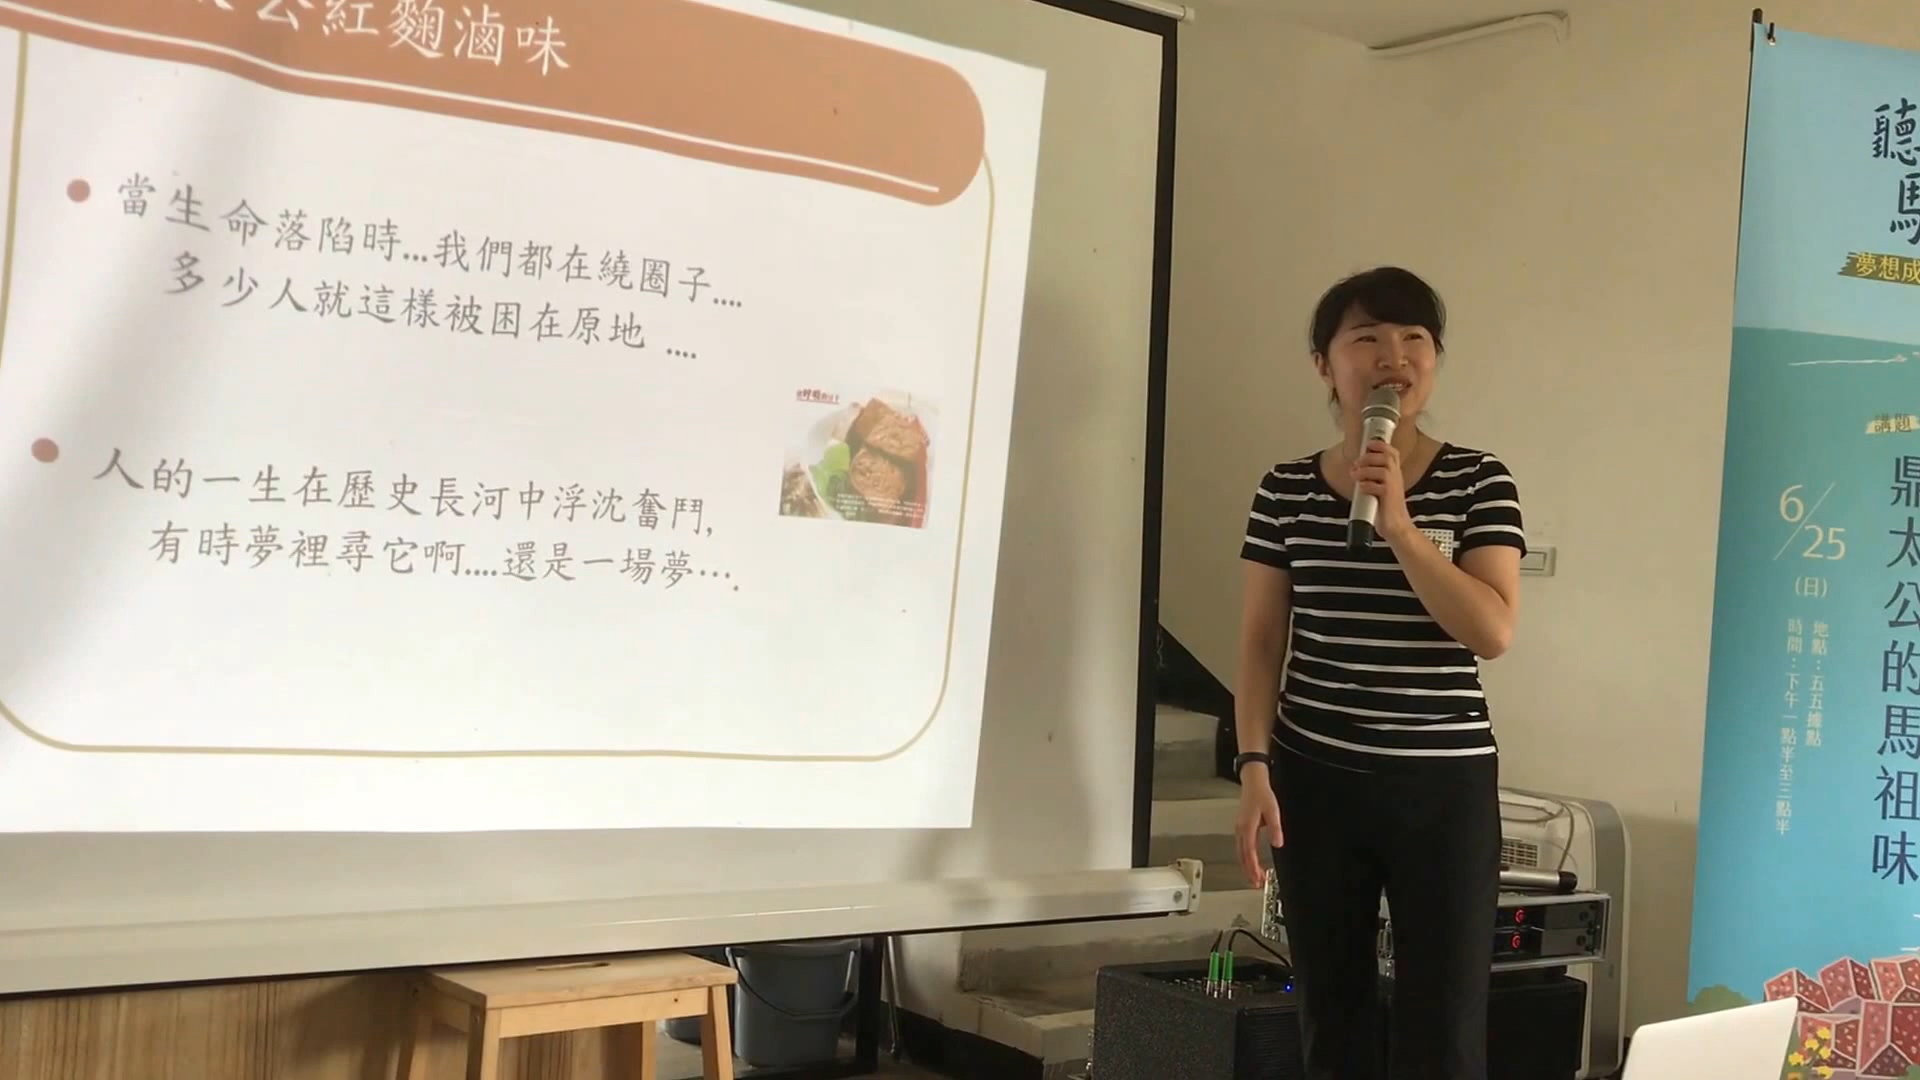 公紅麴滷味
當生命落陷時...我們都在繞圈子....
多少人就這樣被困在原地 ....
人的一生在歷史長河中浮沈奮鬥,
有時夢裡尋它啊....還是一場夢….
聽
馬
夢想成
講題
鼎太公的馬祖味
6/25
(日)
地點：五五據點
時間：下午一點半至三點半